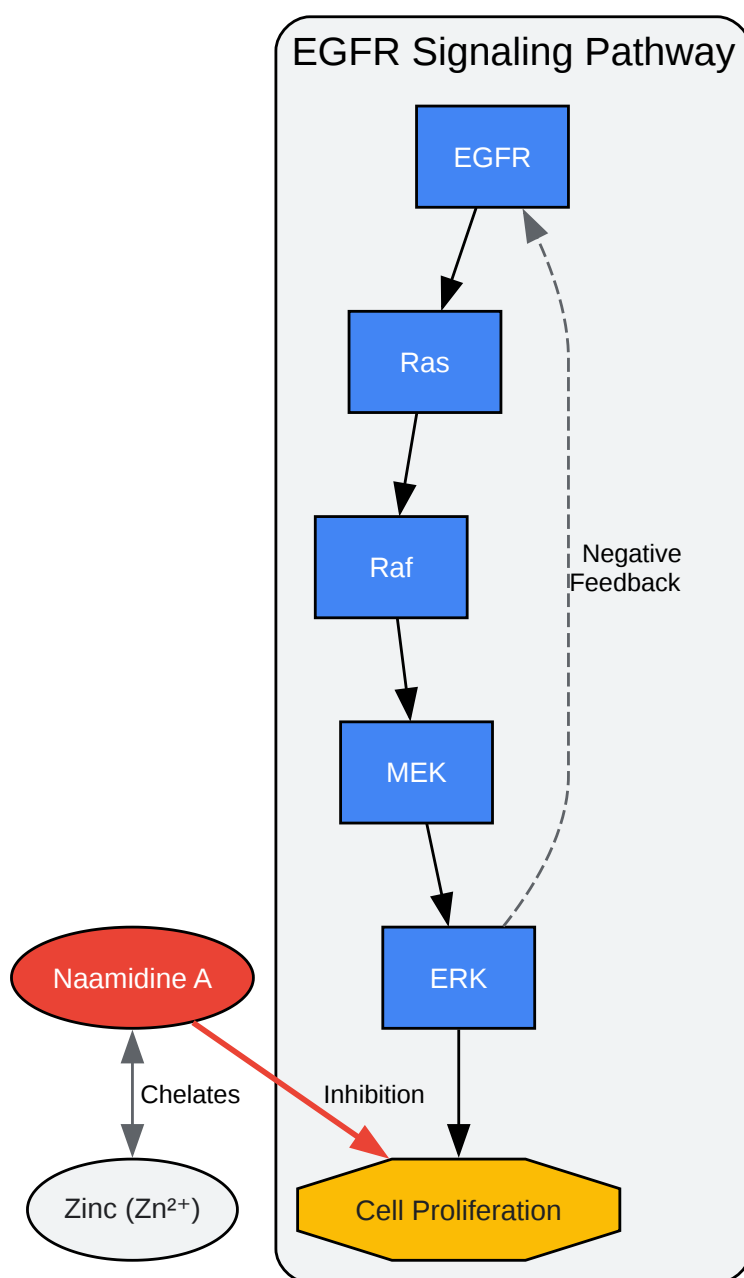 EGFR Signaling Pathway
EGFR
Ras
Raf
Negative
Feedback
MEK
Naamidine A
ERK
Chelates
Inhibition
Zinc (Zn²⁺)
Cell Proliferation